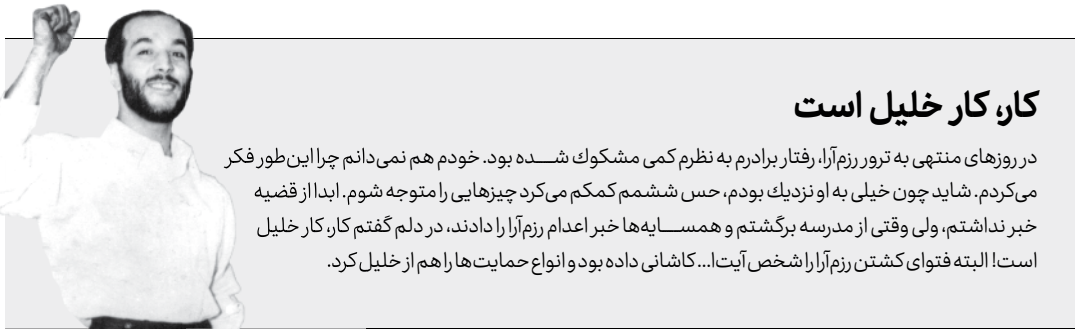 کار، کار خلیل است
در روزهای منتهی به ترور رزم‌آرا، رفتار برادرم به نظرم کمی مشکوك شـــده بود. خودم هم نمی‌دانم چرا این‌طور فکر
می‌کردم. شاید چون خیلی به او نزدیك بودم، حس ششمم کمکم می‌کرد چیزهایی را متوجه شوم. ابدا از قضیه
خبر نداشتم، ولی وقتی از مدرسه برگشتم و همســـایه‌ها خبر اعدام رزم‌آرا را دادند، در دلم گفتم کار، کار خلیل
است! البته فتوای کشتن رزم‌آرا را شخص آیت‌ا... کاشانی داده بود و انواع حمایت‌ها را هم از خلیل کرد.